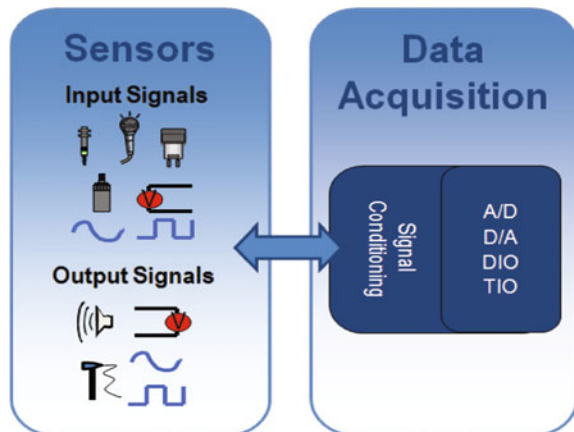 Sensors
Input Signals
V
Output Signals
V
Data
Acquisition
Signal
Conditioning
A/D
D/A
DIO
TIO